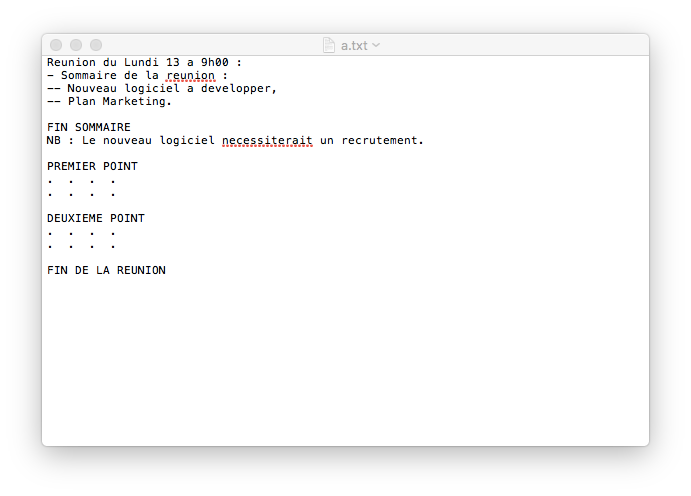 a.txt
Reunion du Lundi 13 a 9h00 :
- Sommaire de la reunion :
-- Nouveau logiciel a developper,
-- Plan Marketing.
FIN SOMMAIRE
NB : Le nouveau logiciel necessiterait un recrutement.
PREMIER POINT
. . . .
. . . .
DEUXIEME POINT
. . . .
. . . .
FIN DE LA REUNION